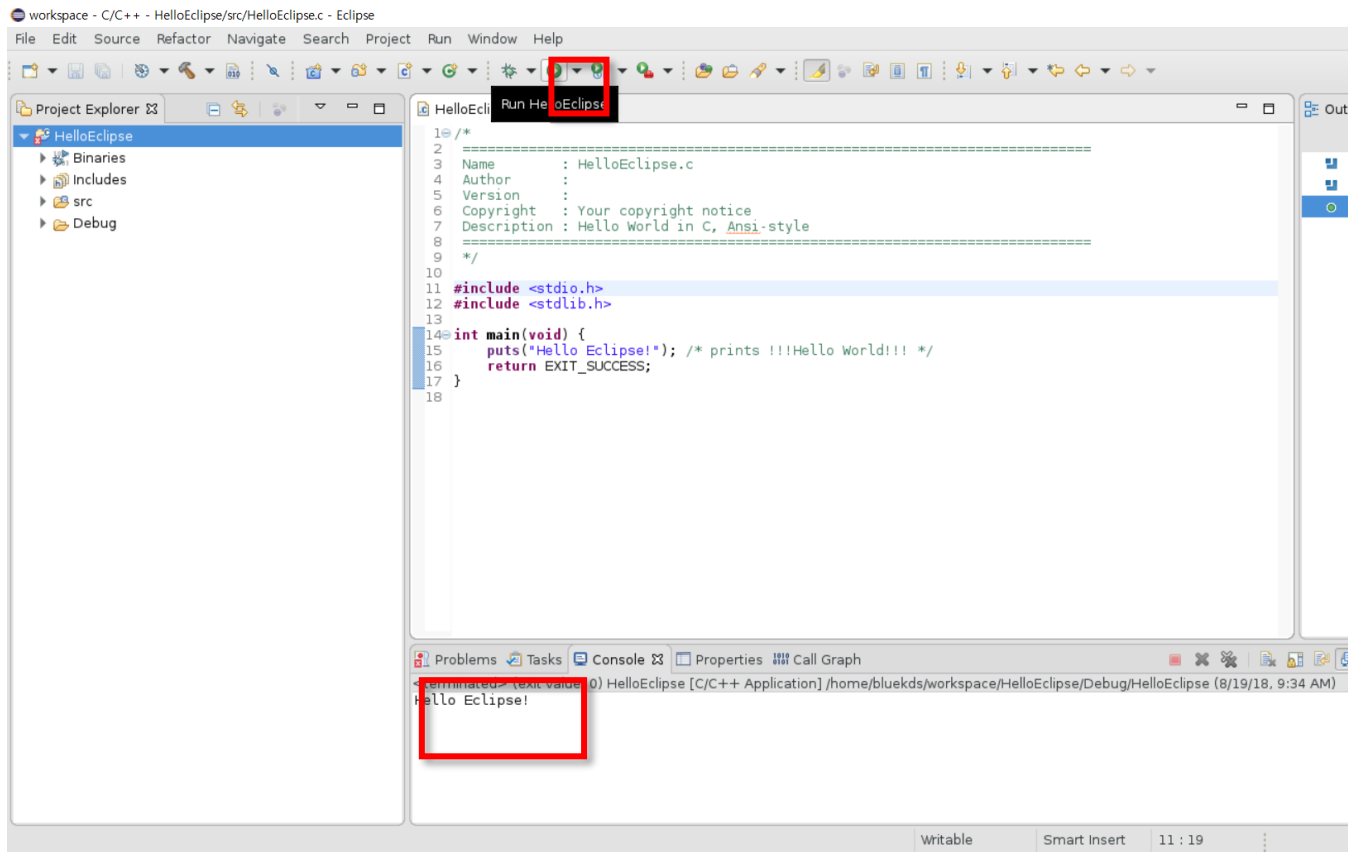 workspace - C/C++ - HelloEclipse/src/HelloEclipse.c - Eclipse
File Edit Source Refactor Navigate Search Project Run Window Help
Project Explorer
HelloEcli
Run HelloEclipse
Out
HelloEclipse
Binaries
Includes
src
Debug
1 /*
2 ============================================================================
3 Name : HelloEclipse.c
4 Author :
5 Version :
6 Copyright : Your copyright notice
7 Description : Hello World in C, Ansi-style
8 ============================================================================
9 */
10
11 #include <stdio.h>
12 #include <stdlib.h>
13
14 int main(void) {
15 puts("Hello Eclipse!"); /* prints !!!Hello World!!! */
16 return EXIT_SUCCESS;
17 }
18
Problems Tasks Console Properties Call Graph
<terminated> (exit value: 0) HelloEclipse [C/C++ Application] /home/bluekds/workspace/HelloEclipse/Debug/HelloEclipse (8/19/18, 9:34 AM)
Hello Eclipse!
Writable Smart Insert 11 : 19